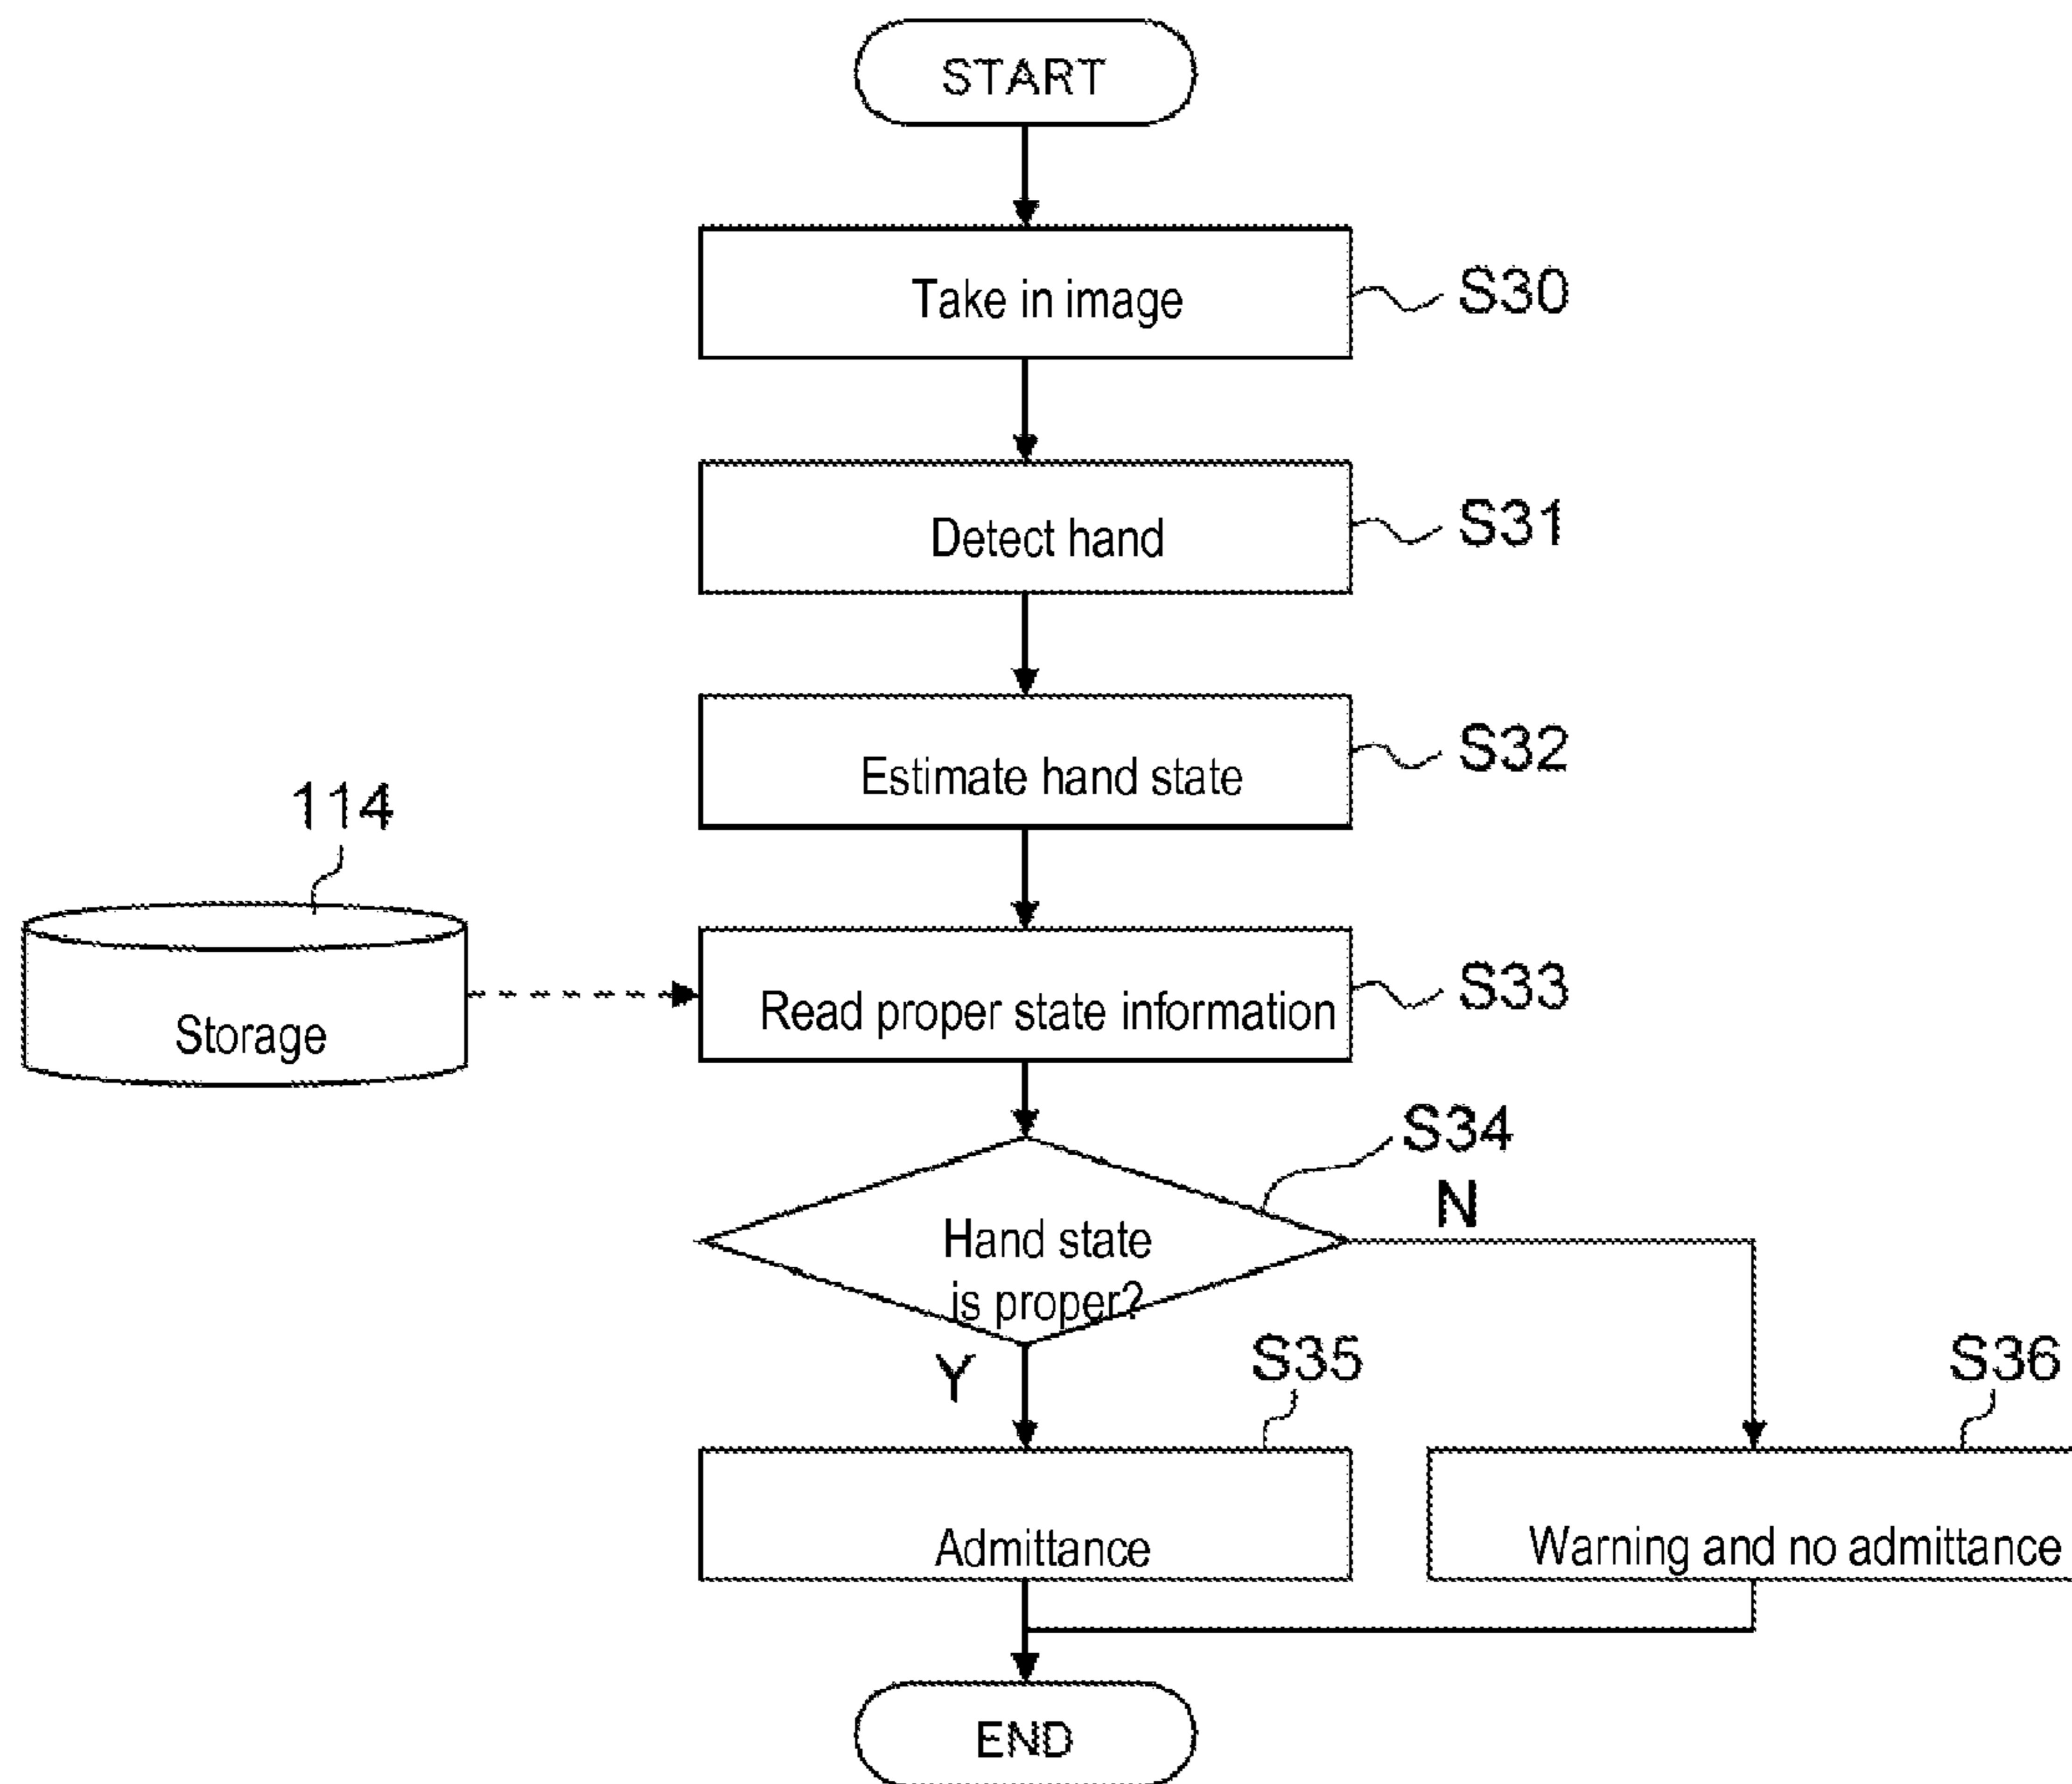 START
Take in image
S30
Detect hand
S31
Estimate hand state
S32
114
Storage
Read proper state information
S33
S34
Hand state
is proper?
N
Y
S35
S36
Admittance
Warning and no admittance
END